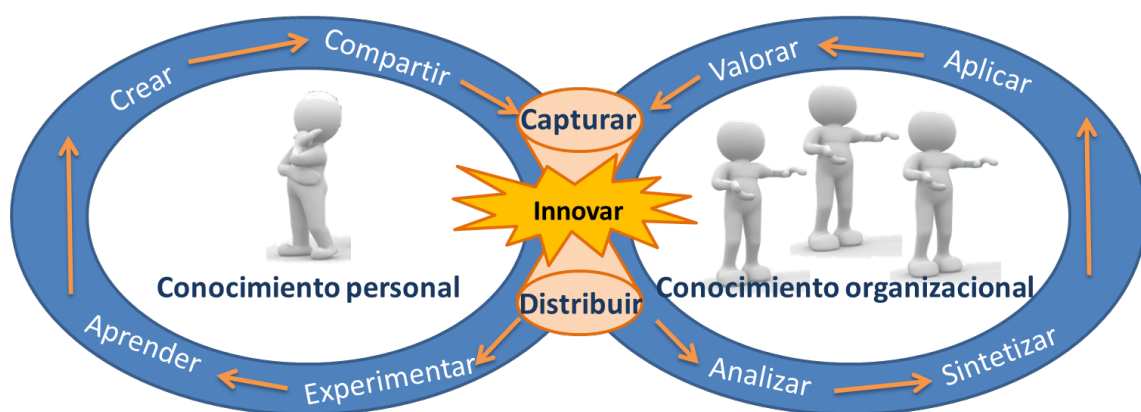 Compartir
Valorar
Crear
Aplicar
Capturar
Innovar
Conocimiento personal
Conocimiento organizacional
Distribuir
Aprender
Experimentar
Analizar
Sintetizar